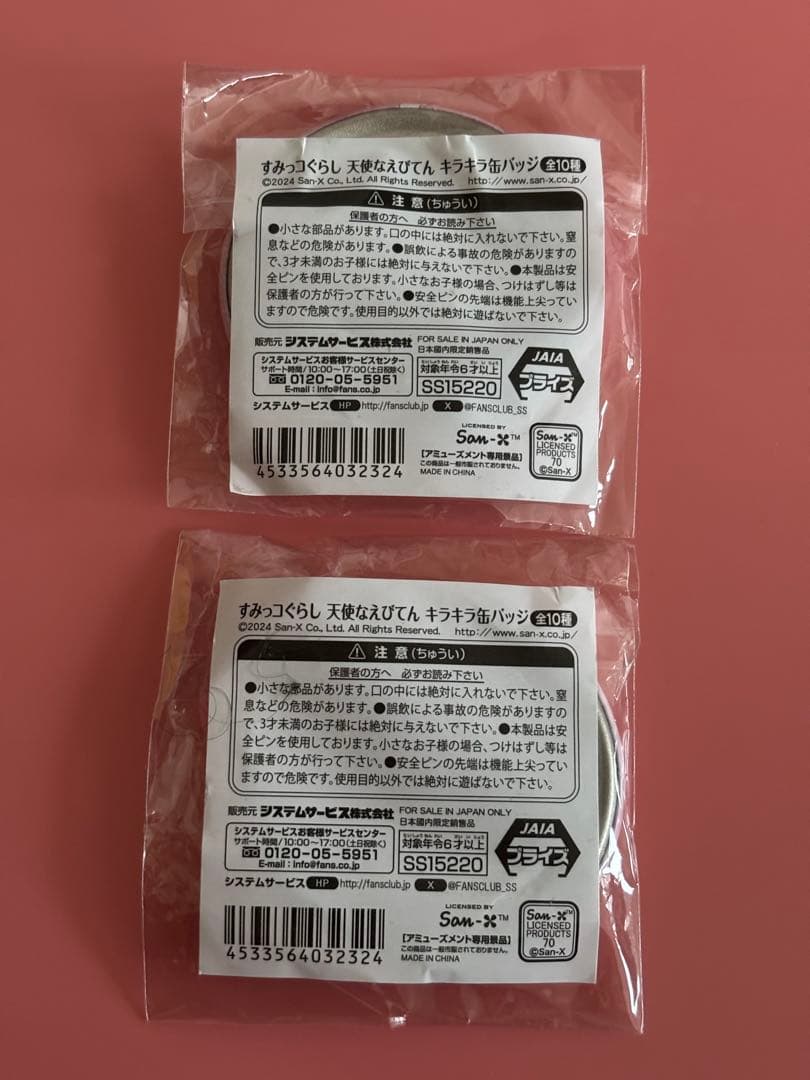 すみっコぐらし 天使なえびてん キラキラ缶バッジ 全10種
©2024 San-X Co., Ltd. All Rights Reserved. http://www.san-x.co.jp/
⚠ 注意(ちゅうい)
保護者の方へ 必ずお読み下さい
●小さな部品があります。口の中には絶対に入れないで下さい。窒
息などの危険があります。●誤飲による事故の危険がありますの
で、3才未満のお子様には絶対に与えないで下さい。●本製品は安
全ピンを使用しております。小さなお子様の場合、つけはずし等は
保護者の方が行って下さい。●安全ピンの先端は機能上尖ってい
ますので危険です。使用目的以外では絶対に遊ばないで下さい。
販売元 システムサービス株式会社 FOR SALE IN JAPAN ONLY
日本國内限定銷售品
システムサービスお客様サービスセンター
サポート時間/10:00〜17:00(土日祝除く)
0120-05-5951
E-mail:info@fans.co.jp
対象年令6才以上
SS15220
JAIA
プライズ
システムサービス HP http://fansclub.jp X @FANSCLUB_SS
4533564032324
LICENSED BY
San-X™
【アミューズメント専用景品】
この商品は一般市販されておりません。
MADE IN CHINA
San-X™
LICENSED
PRODUCTS
70
©San-X
すみっコぐらし 天使なえびてん キラキラ缶バッジ 全10種
©2024 San-X Co., Ltd. All Rights Reserved. http://www.san-x.co.jp/
⚠ 注意(ちゅうい)
保護者の方へ 必ずお読み下さい
●小さな部品があります。口の中には絶対に入れないで下さい。窒
息などの危険があります。●誤飲による事故の危険がありますの
で、3才未満のお子様には絶対に与えないで下さい。●本製品は安
全ピンを使用しております。小さなお子様の場合、つけはずし等は
保護者の方が行って下さい。●安全ピンの先端は機能上尖ってい
ますので危険です。使用目的以外では絶対に遊ばないで下さい。
販売元 システムサービス株式会社 FOR SALE IN JAPAN ONLY
日本國内限定銷售品
システムサービスお客様サービスセンター
サポート時間/10:00〜17:00(土日祝除く)
0120-05-5951
E-mail:info@fans.co.jp
対象年令6才以上
SS15220
JAIA
プライズ
システムサービス HP http://fansclub.jp X @FANSCLUB_SS
4533564032324
LICENSED BY
San-X™
【アミューズメント専用景品】
この商品は一般市販されておりません。
MADE IN CHINA
San-X™
LICENSED
PRODUCTS
70
©San-X